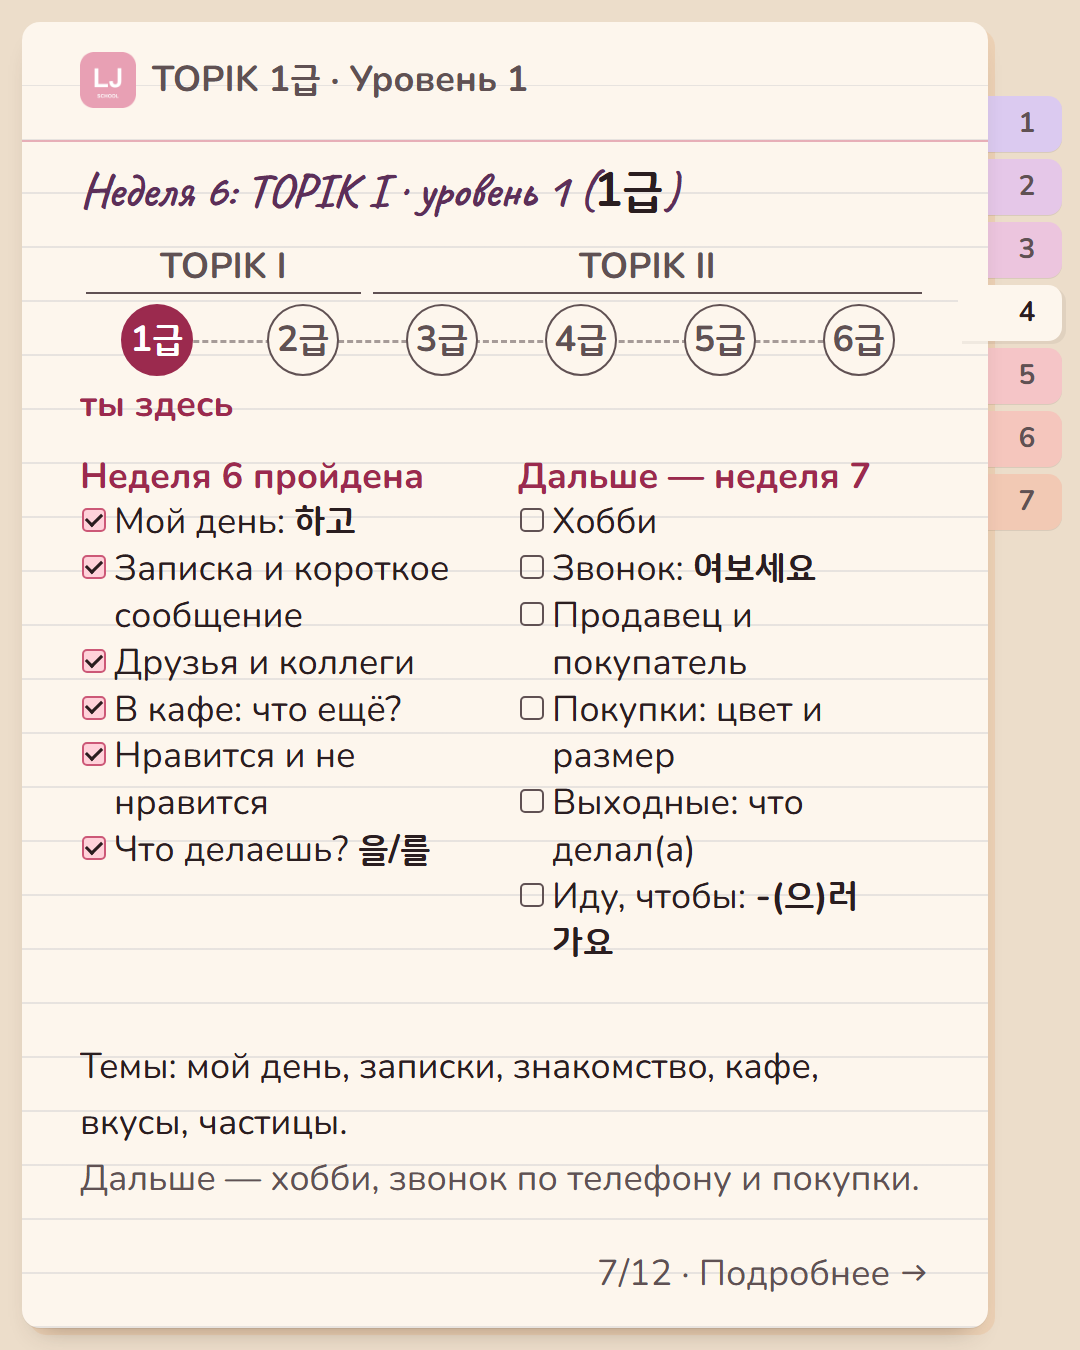 LJ
SCHOOL
TOPIK 1급 · Уровень 1
Неделя 6: TOPIK I · уровень 1 (1급)
TOPIK I
TOPIK II
1급
2급
3급
4급
5급
6급
ты здесь
Неделя 6 пройдена
Мой день: 하고
Записка и короткое
сообщение
Друзья и коллеги
В кафе: что ещё?
Нравится и не
нравится
Что делаешь? 을/를
Дальше — неделя 7
Хобби
Звонок: 여보세요
Продавец и
покупатель
Покупки: цвет и
размер
Выходные: что
делал(а)
Иду, чтобы: -(으)러
가요
Темы: мой день, записки, знакомство, кафе,
вкусы, частицы.
Дальше — хобби, звонок по телефону и покупки.
7/12 · Подробнее →
1
2
3
4
5
6
7